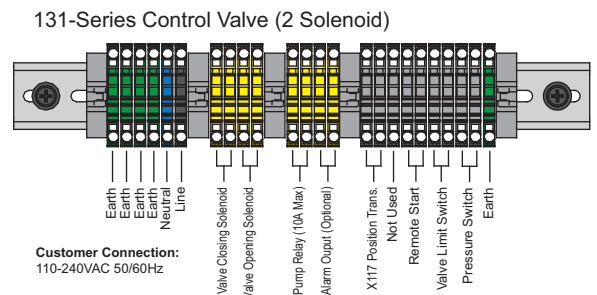 131-Series Control Valve (2 Solenoid)
Earth
Earth
Earth
Earth
Neutral
Line
Valve Closing Solenoid
Valve Opening Solenoid
Pump Relay (10A Max)
Alarm Ouput (Optional)
X117 Position Trans.
Not Used
Remote Start
Valve Limit Switch
Pressure Switch
Earth
Customer Connection:
110-240VAC 50/60Hz